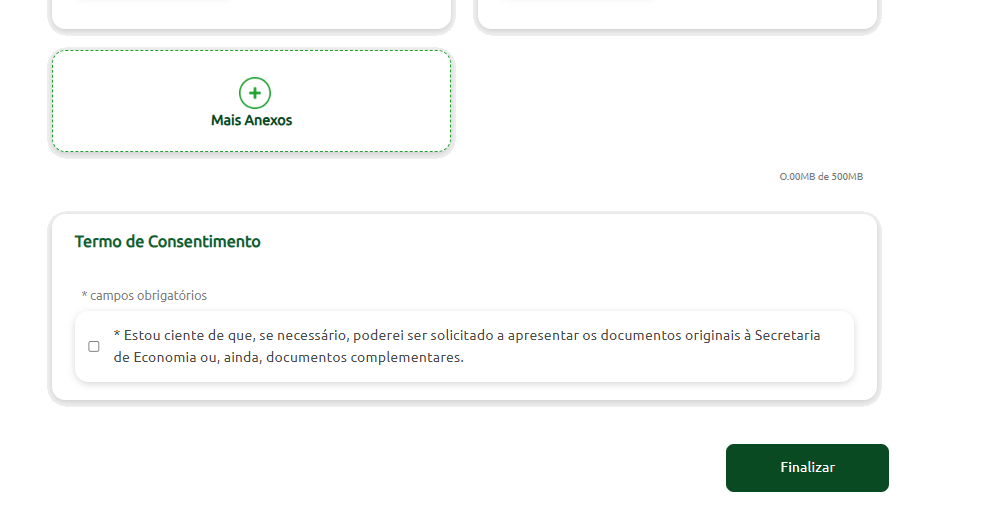 Mais Anexos
0.00MB de 500MB
Termo de Consentimento
* campos obrigatórios
* Estou ciente de que, se necessário, poderei ser solicitado a apresentar os documentos originais à Secretaria
de Economia ou, ainda, documentos complementares.
Finalizar